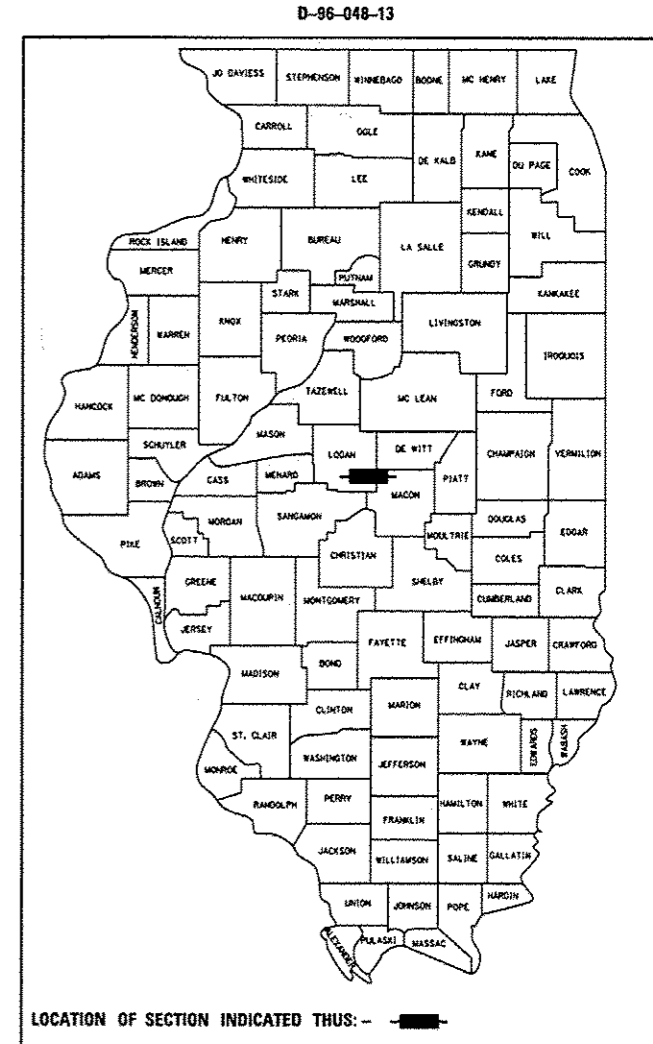 D-96-048-13
JO DAVIESS STEPHENSON WINNEBAGO BOONE MC HENRY LAKE
CARROLL OGLE DE KALB KANE DU PAGE COOK
WHITESIDE LEE
KENDALL
ROCK ISLAND HENRY BUREAU LA SALLE GRUNDY WILL
MERCER PUTNAM
STARK MARSHALL KANKAKEE
HENDERSON WARREN KNOX PEORIA WOODFORD LIVINGSTON IROQUOIS
HANCOCK MC DONOUGH FULTON TAZEWELL MC LEAN FORD
MASON
SCHUYLER LOGAN DE WITT CHAMPAIGN VERMILION
ADAMS BROWN CASS MENARD PIATT
MACON
PIKE SCOTT MORGAN SANGAMON MOULTRIE DOUGLAS EDGAR
CHRISTIAN COLES
CALHOUN GREENE MACOUPIN MONTGOMERY SHELBY CUMBERLAND CLARK
JERSEY FAYETTE EFFINGHAM JASPER CRAWFORD
MADISON BOND
CLAY RICHLAND LAWRENCE
CLINTON MARION
ST. CLAIR WAYNE EDWARDS WABASH
MONROE WASHINGTON JEFFERSON
RANDOLPH PERRY HAMILTON WHITE
FRANKLIN
JACKSON WILLIAMSON SALINE GALLATIN
UNION JOHNSON POPE HARDIN
ALEXANDER PULASKI MASSAC
LOCATION OF SECTION INDICATED THUS: -